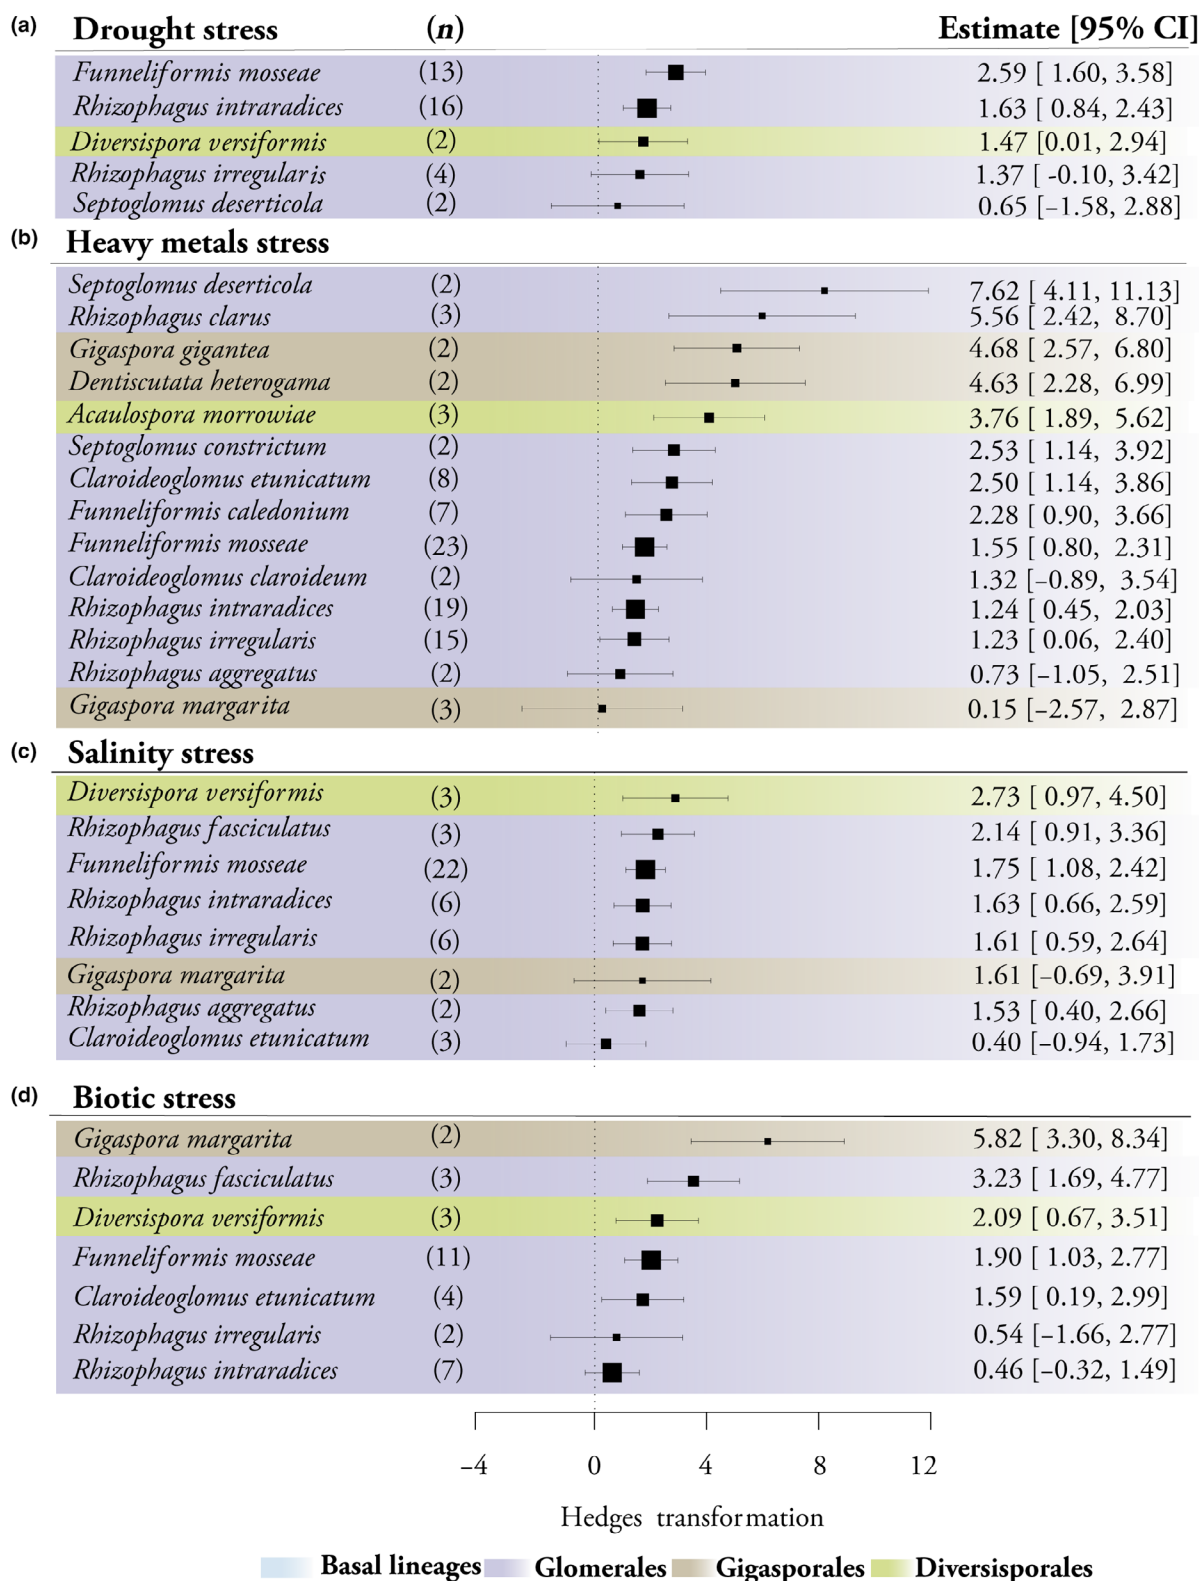 (a) Drought stress (n) Estimate [95% CI]
Funneliformis mosseae (13) 2.59 [ 1.60, 3.58]
Rhizophagus intraradices (16) 1.63 [ 0.84, 2.43]
Diversispora versiformis (2) 1.47 [0.01, 2.94]
Rhizophagus irregularis (4) 1.37 [ -0.10, 3.42]
Septoglomus deserticola (2) 0.65 [–1.58, 2.88]
(b) Heavy metals stress
Septoglomus deserticola (2) 7.62 [ 4.11, 11.13]
Rhizophagus clarus (3) 5.56 [ 2.42, 8.70]
Gigaspora gigantea (2) 4.68 [ 2.57, 6.80]
Dentiscutata heterogama (2) 4.63 [ 2.28, 6.99]
Acaulospora morrowiae (3) 3.76 [ 1.89, 5.62]
Septoglomus constrictum (2) 2.53 [ 1.14, 3.92]
Claroideoglomus etunicatum (8) 2.50 [ 1.14, 3.86]
Funneliformis caledonium (7) 2.28 [ 0.90, 3.66]
Funneliformis mosseae (23) 1.55 [ 0.80, 2.31]
Claroideoglomus claroideum (2) 1.32 [–0.89, 3.54]
Rhizophagus intraradices (19) 1.24 [ 0.45, 2.03]
Rhizophagus irregularis (15) 1.23 [ 0.06, 2.40]
Rhizophagus aggregatus (2) 0.73 [–1.05, 2.51]
Gigaspora margarita (3) 0.15 [–2.57, 2.87]
(c) Salinity stress
Diversispora versiformis (3) 2.73 [ 0.97, 4.50]
Rhizophagus fasciculatus (3) 2.14 [ 0.91, 3.36]
Funneliformis mosseae (22) 1.75 [ 1.08, 2.42]
Rhizophagus intraradices (6) 1.63 [ 0.66, 2.59]
Rhizophagus irregularis (6) 1.61 [ 0.59, 2.64]
Gigaspora margarita (2) 1.61 [–0.69, 3.91]
Rhizophagus aggregatus (2) 1.53 [ 0.40, 2.66]
Claroideoglomus etunicatum (3) 0.40 [–0.94, 1.73]
(d) Biotic stress
Gigaspora margarita (2) 5.82 [ 3.30, 8.34]
Rhizophagus fasciculatus (3) 3.23 [ 1.69, 4.77]
Diversispora versiformis (3) 2.09 [ 0.67, 3.51]
Funneliformis mosseae (11) 1.90 [ 1.03, 2.77]
Claroideoglomus etunicatum (4) 1.59 [ 0.19, 2.99]
Rhizophagus irregularis (2) 0.54 [–1.66, 2.77]
Rhizophagus intraradices (7) 0.46 [–0.32, 1.49]
–4 0 4 8 12
Hedges transformation
Basal lineages Glomerales Gigasporales Diversisporales